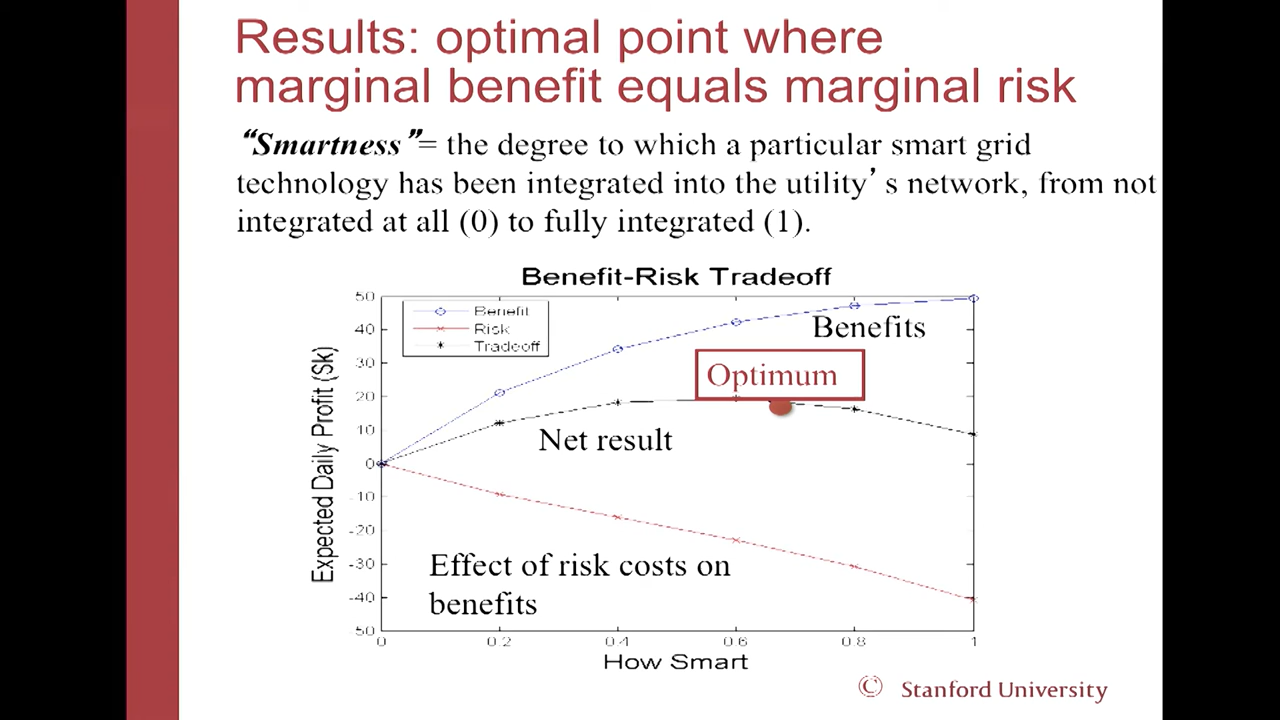 Results: optimal point where
marginal benefit equals marginal risk
“Smartness”= the degree to which a particular smart grid
technology has been integrated into the utility’s network, from not
integrated at all (0) to fully integrated (1).
Benefit-Risk Tradeoff
Benefit
Risk
Tradeoff
Benefits
Optimum
Net result
Effect of risk costs on
benefits
Expected Daily Profit ($k)
50
40
30
20
10
0
-10
-20
-30
-40
-50
0 0.2 0.4 0.6 0.8 1
How Smart
© Stanford University